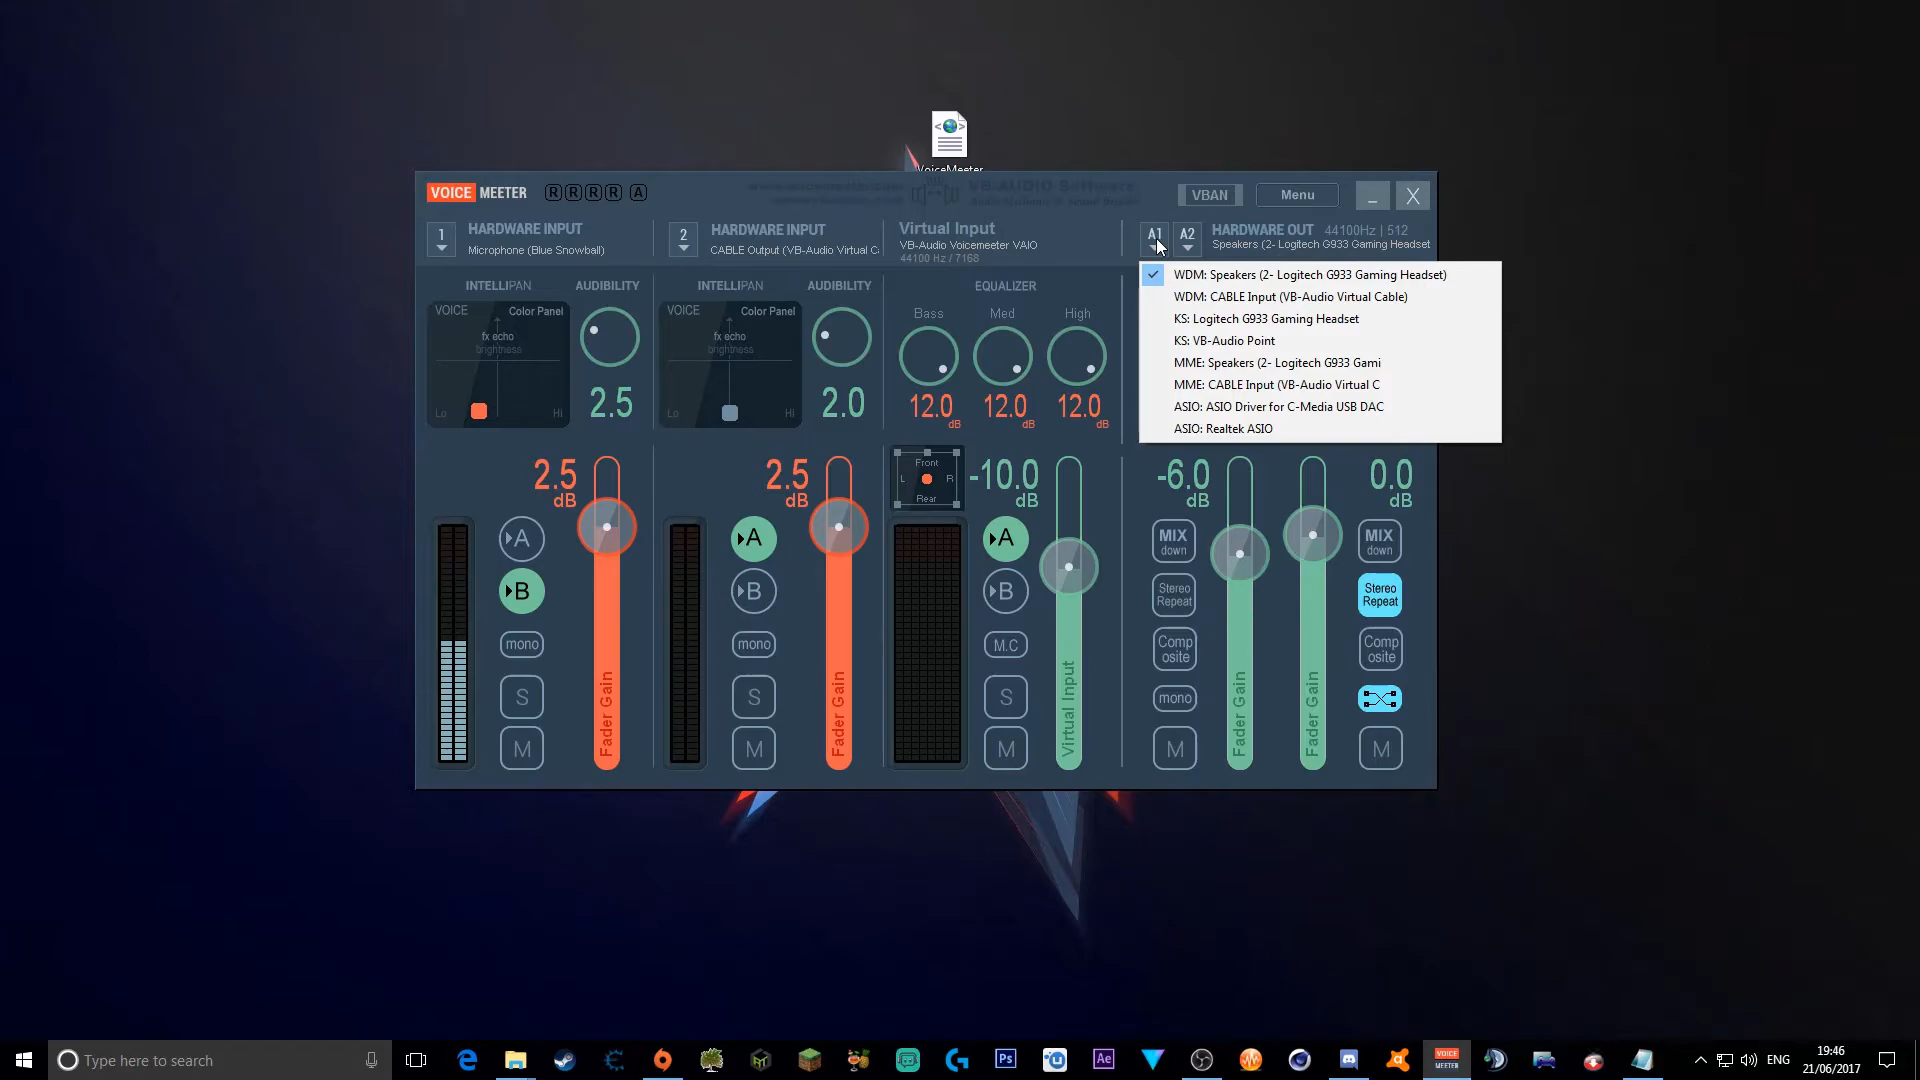 VoiceMeeter
VOICE MEETER R R R R A
VB-AUDIO Software
VBAN
Menu
_
X
1
HARDWARE INPUT
Microphone (Blue Snowball)
2
HARDWARE INPUT
CABLE Output (VB-Audio Virtual Ca
Virtual Input
VB-Audio Voicemeeter VAIO
44100 Hz / 7168
A1
A2
HARDWARE OUT 44100Hz | 512
Speakers (2- Logitech G933 Gaming Headset
WDM: Speakers (2- Logitech G933 Gaming Headset)
WDM: CABLE Input (VB-Audio Virtual Cable)
KS: Logitech G933 Gaming Headset
KS: VB-Audio Point
MME: Speakers (2- Logitech G933 Gami
MME: CABLE Input (VB-Audio Virtual C
ASIO: ASIO Driver for C-Media USB DAC
ASIO: Realtek ASIO
INTELLIPAN
AUDIBILITY
VOICE
Color Panel
fx echo
brightness
Lo
Hi
2.5
INTELLIPAN
AUDIBILITY
VOICE
Color Panel
fx echo
brightness
Lo
Hi
2.0
EQUALIZER
Bass
Med
High
12.0
dB
12.0
dB
12.0
dB
2.5
dB
A
B
mono
S
M
Fader Gain
2.5
dB
A
B
mono
S
M
Fader Gain
Front
L
R
Rear
-10.0
dB
A
B
M.C
S
M
Virtual Input
-6.0
dB
MIX
down
Stereo
Repeat
Comp
osite
mono
M
Fader Gain
Fader Gain
0.0
dB
MIX
down
Stereo
Repeat
Comp
osite
M
Type here to search
Ps
Ae
VOICE
MEETER
ENG
19:46
21/06/2017